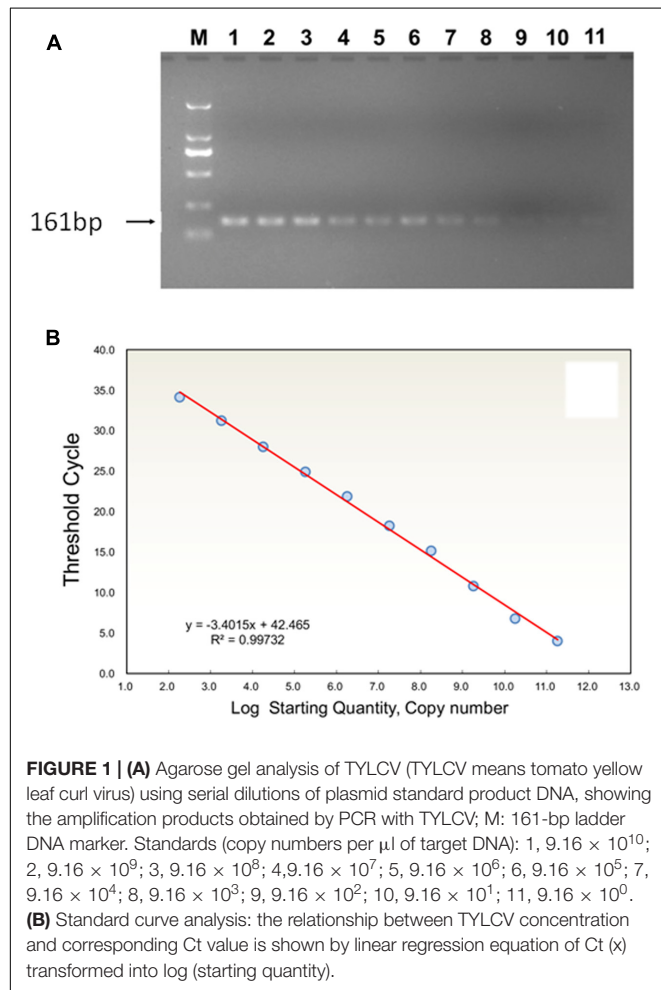 A
M 1 2 3 4 5 6 7 8 9 10 11
161bp
B
40.0
35.0
30.0
25.0
20.0
15.0
10.0
5.0
0.0
Threshold Cycle
y = -3.4015x + 42.465
R² = 0.99732
1.0 2.0 3.0 4.0 5.0 6.0 7.0 8.0 9.0 10.0 11.0 12.0 13.0
Log Starting Quantity, Copy number
FIGURE 1 | (A) Agarose gel analysis of TYLCV (TYLCV means tomato yellow
leaf curl virus) using serial dilutions of plasmid standard product DNA, showing
the amplification products obtained by PCR with TYLCV; M: 161-bp ladder
DNA marker. Standards (copy numbers per μl of target DNA): 1, 9.16 × 10¹⁰;
2, 9.16 × 10⁹; 3, 9.16 × 10⁸; 4,9.16 × 10⁷; 5, 9.16 × 10⁶; 6, 9.16 × 10⁵; 7,
9.16 × 10⁴; 8, 9.16 × 10³; 9, 9.16 × 10²; 10, 9.16 × 10¹; 11, 9.16 × 10⁰.
(B) Standard curve analysis: the relationship between TYLCV concentration
and corresponding Ct value is shown by linear regression equation of Ct (x)
transformed into log (starting quantity).